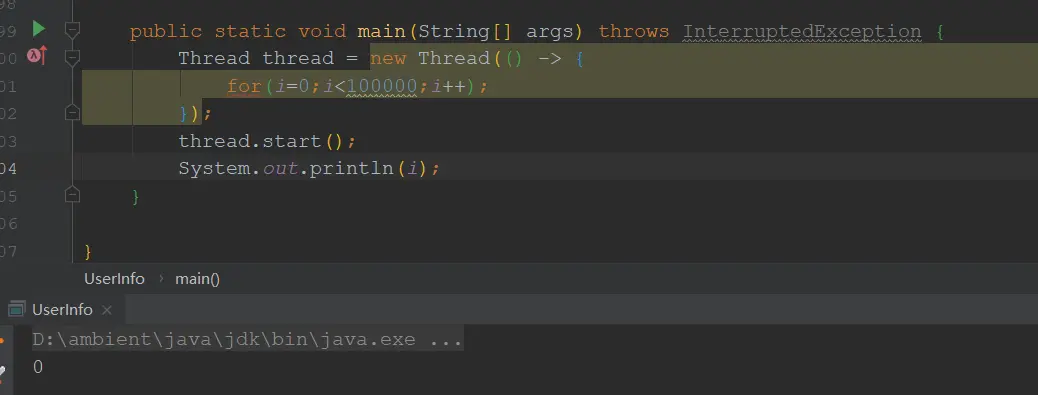 98
99 public static void main(String[] args) throws InterruptedException {
00 Thread thread = new Thread(() -> {
01 for(i=0;i<100000;i++);
02 });
03 thread.start();
04 System.out.println(i);
05 }
06
07 }
UserInfo › main()
UserInfo ×
D:\ambient\java\jdk\bin\java.exe ...
0